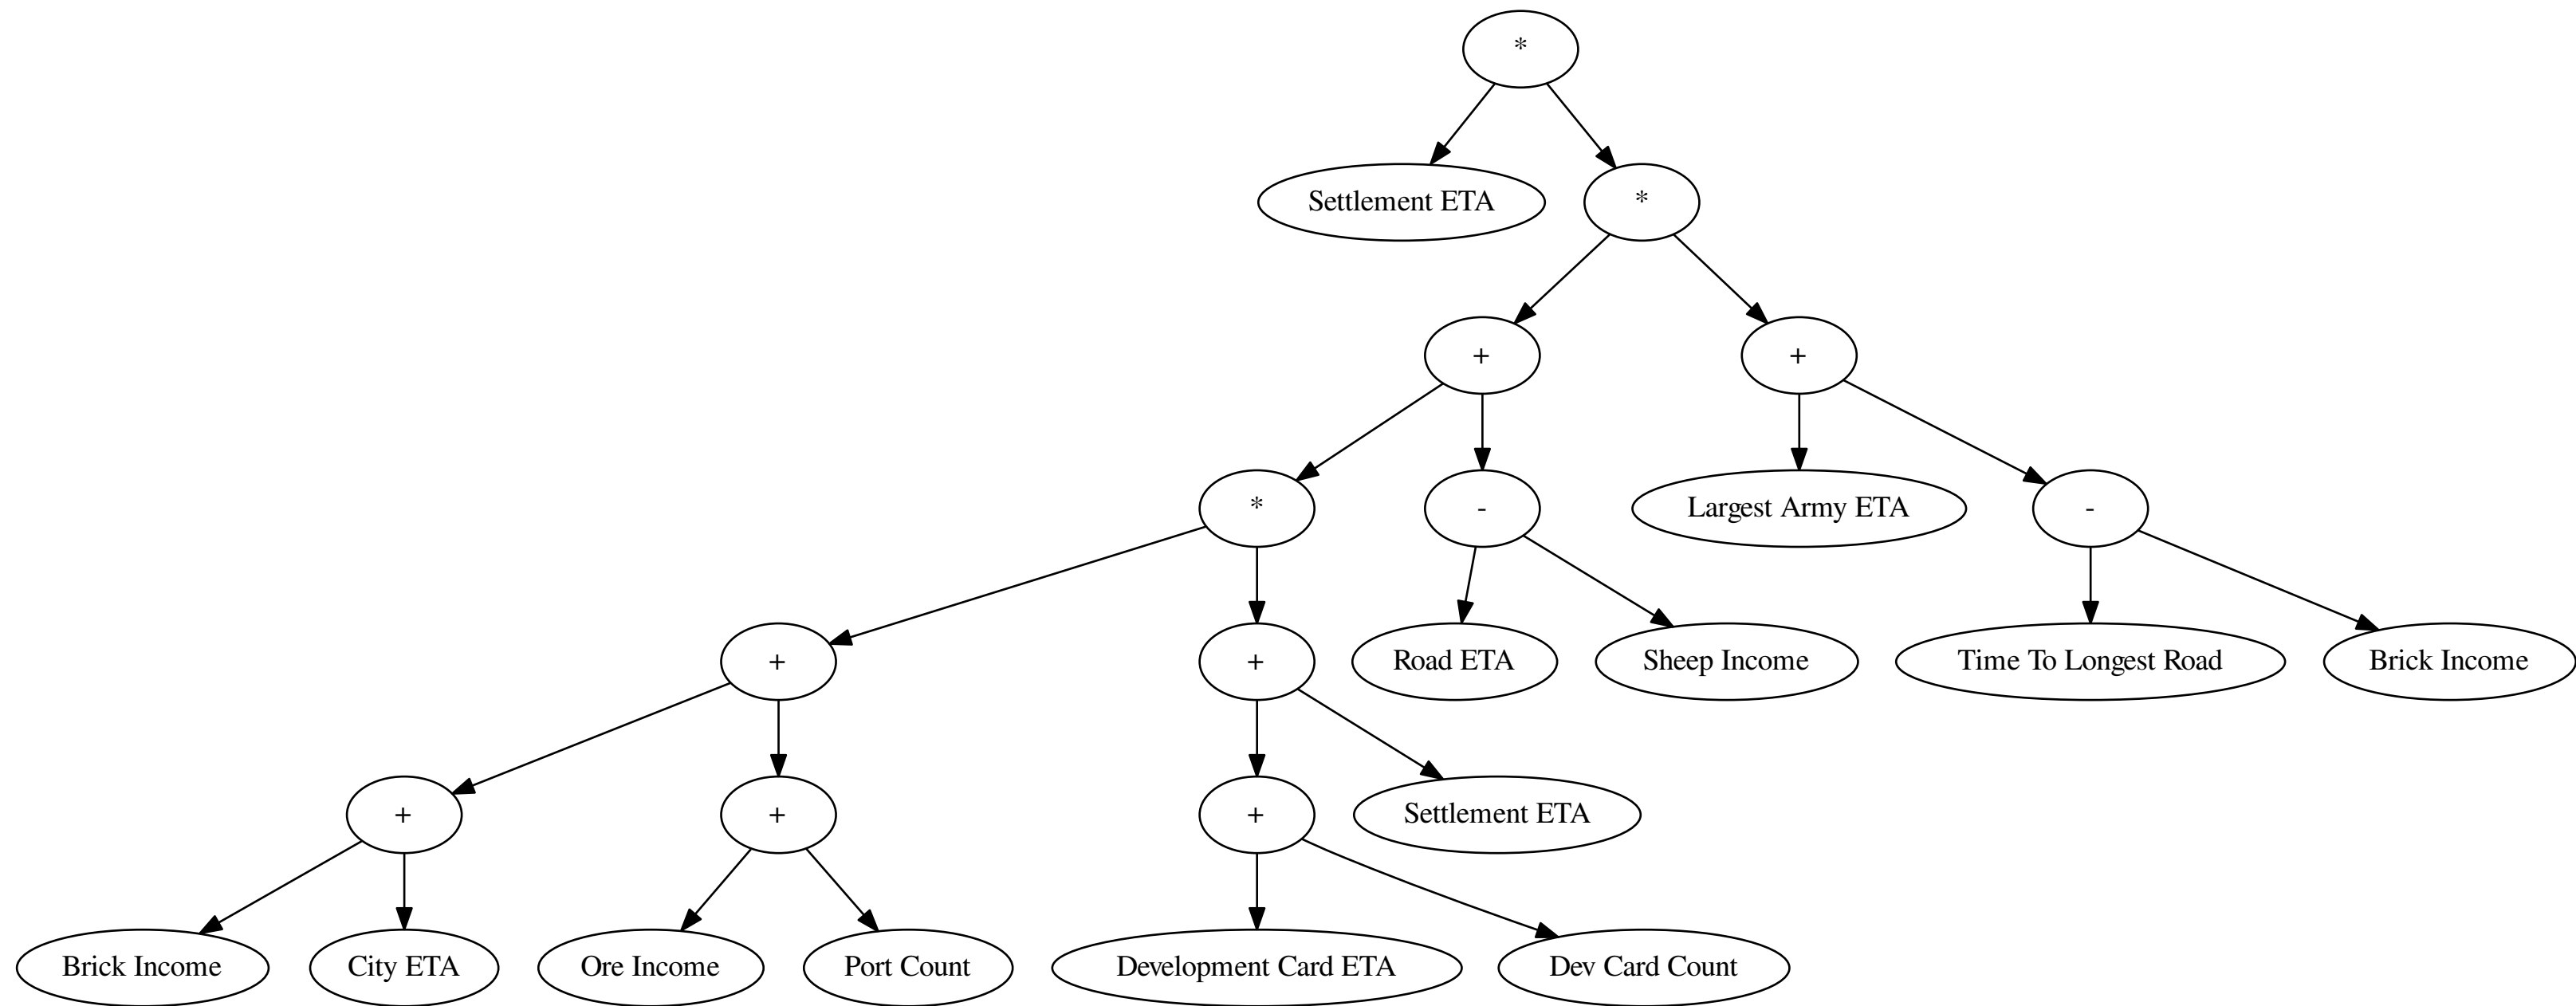 *
Settlement ETA
*
+
+
*
-
Largest Army ETA
-
+
+
Road ETA
Sheep Income
Time To Longest Road
Brick Income
+
+
+
Settlement ETA
Brick Income
City ETA
Ore Income
Port Count
Development Card ETA
Dev Card Count